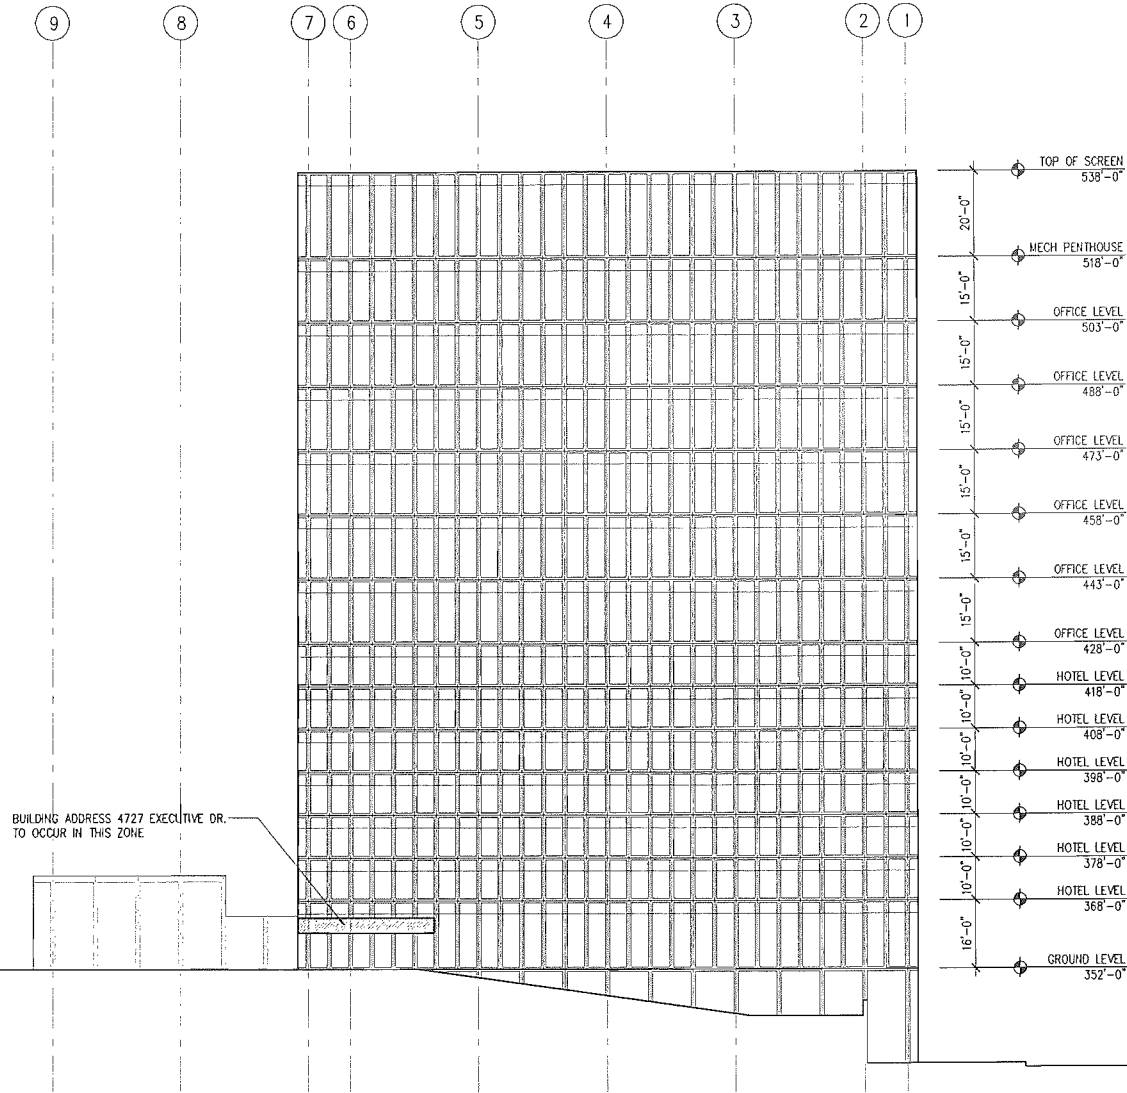 9 8 7 6 5 4 3 2 1
TOP OF SCREEN
538'-0"
20'-0"
MECH PENTHOUSE
518'-0"
15'-0"
OFFICE LEVEL
503'-0"
15'-0"
OFFICE LEVEL
488'-0"
15'-0"
OFFICE LEVEL
473'-0"
15'-0"
OFFICE LEVEL
458'-0"
15'-0"
OFFICE LEVEL
443'-0"
15'-0"
OFFICE LEVEL
428'-0"
10'-0"
HOTEL LEVEL
418'-0"
10'-0"
HOTEL LEVEL
408'-0"
10'-0"
HOTEL LEVEL
398'-0"
10'-0"
HOTEL LEVEL
388'-0"
10'-0"
HOTEL LEVEL
378'-0"
10'-0"
HOTEL LEVEL
368'-0"
16'-0"
GROUND LEVEL
352'-0"
BUILDING ADDRESS 4727 EXECUTIVE DR.
TO OCCUR IN THIS ZONE